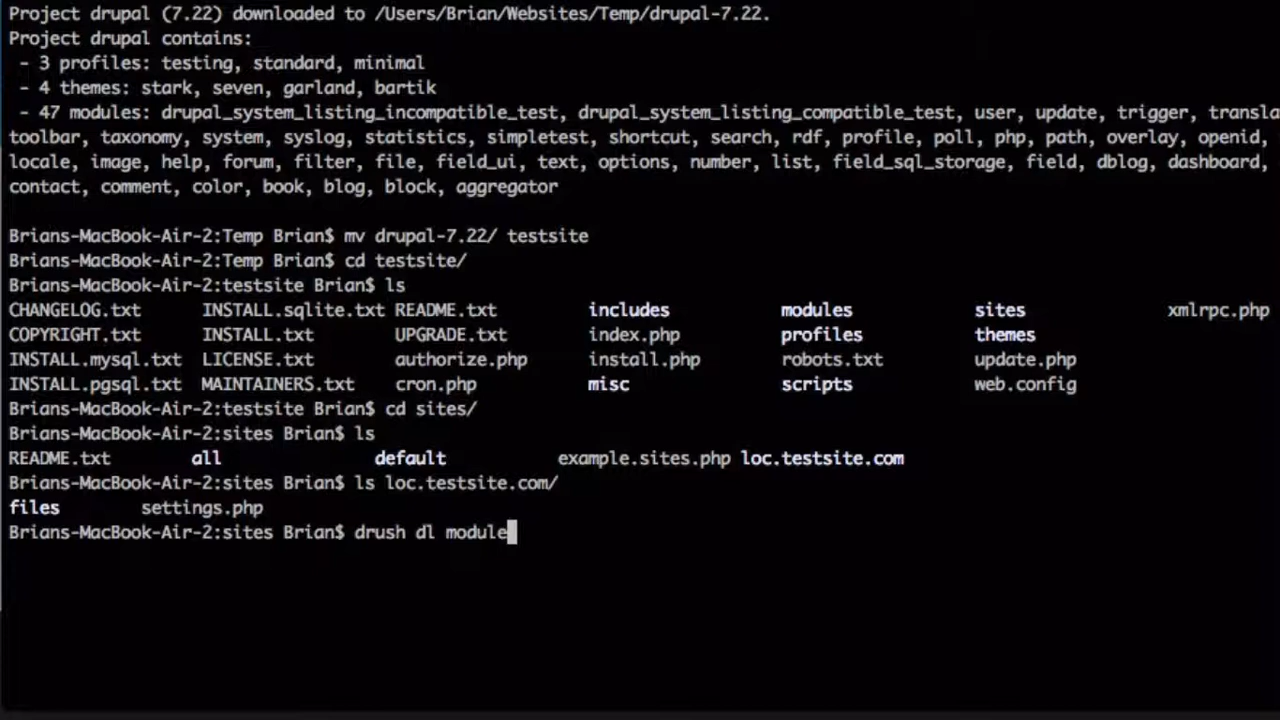 Project drupal (7.22) downloaded to /Users/Brian/Websites/Temp/drupal-7.22.
Project drupal contains:
- 3 profiles: testing, standard, minimal
- 4 themes: stark, seven, garland, bartik
- 47 modules: drupal_system_listing_incompatible_test, drupal_system_listing_compatible_test, user, update, trigger, transla
toolbar, taxonomy, system, syslog, statistics, simpletest, shortcut, search, rdf, profile, poll, php, path, overlay, openid,
locale, image, help, forum, filter, file, field_ui, text, options, number, list, field_sql_storage, field, dblog, dashboard,
contact, comment, color, book, blog, block, aggregator
Brians-MacBook-Air-2:Temp Brian$ mv drupal-7.22/ testsite
Brians-MacBook-Air-2:Temp Brian$ cd testsite/
Brians-MacBook-Air-2:testsite Brian$ ls
CHANGELOG.txt INSTALL.sqlite.txt README.txt includes modules sites xmlrpc.php
COPYRIGHT.txt INSTALL.txt UPGRADE.txt index.php profiles themes
INSTALL.mysql.txt LICENSE.txt authorize.php install.php robots.txt update.php
INSTALL.pgsql.txt MAINTAINERS.txt cron.php misc scripts web.config
Brians-MacBook-Air-2:testsite Brian$ cd sites/
Brians-MacBook-Air-2:sites Brian$ ls
README.txt all default example.sites.php loc.testsite.com
Brians-MacBook-Air-2:sites Brian$ ls loc.testsite.com/
files settings.php
Brians-MacBook-Air-2:sites Brian$ drush dl module